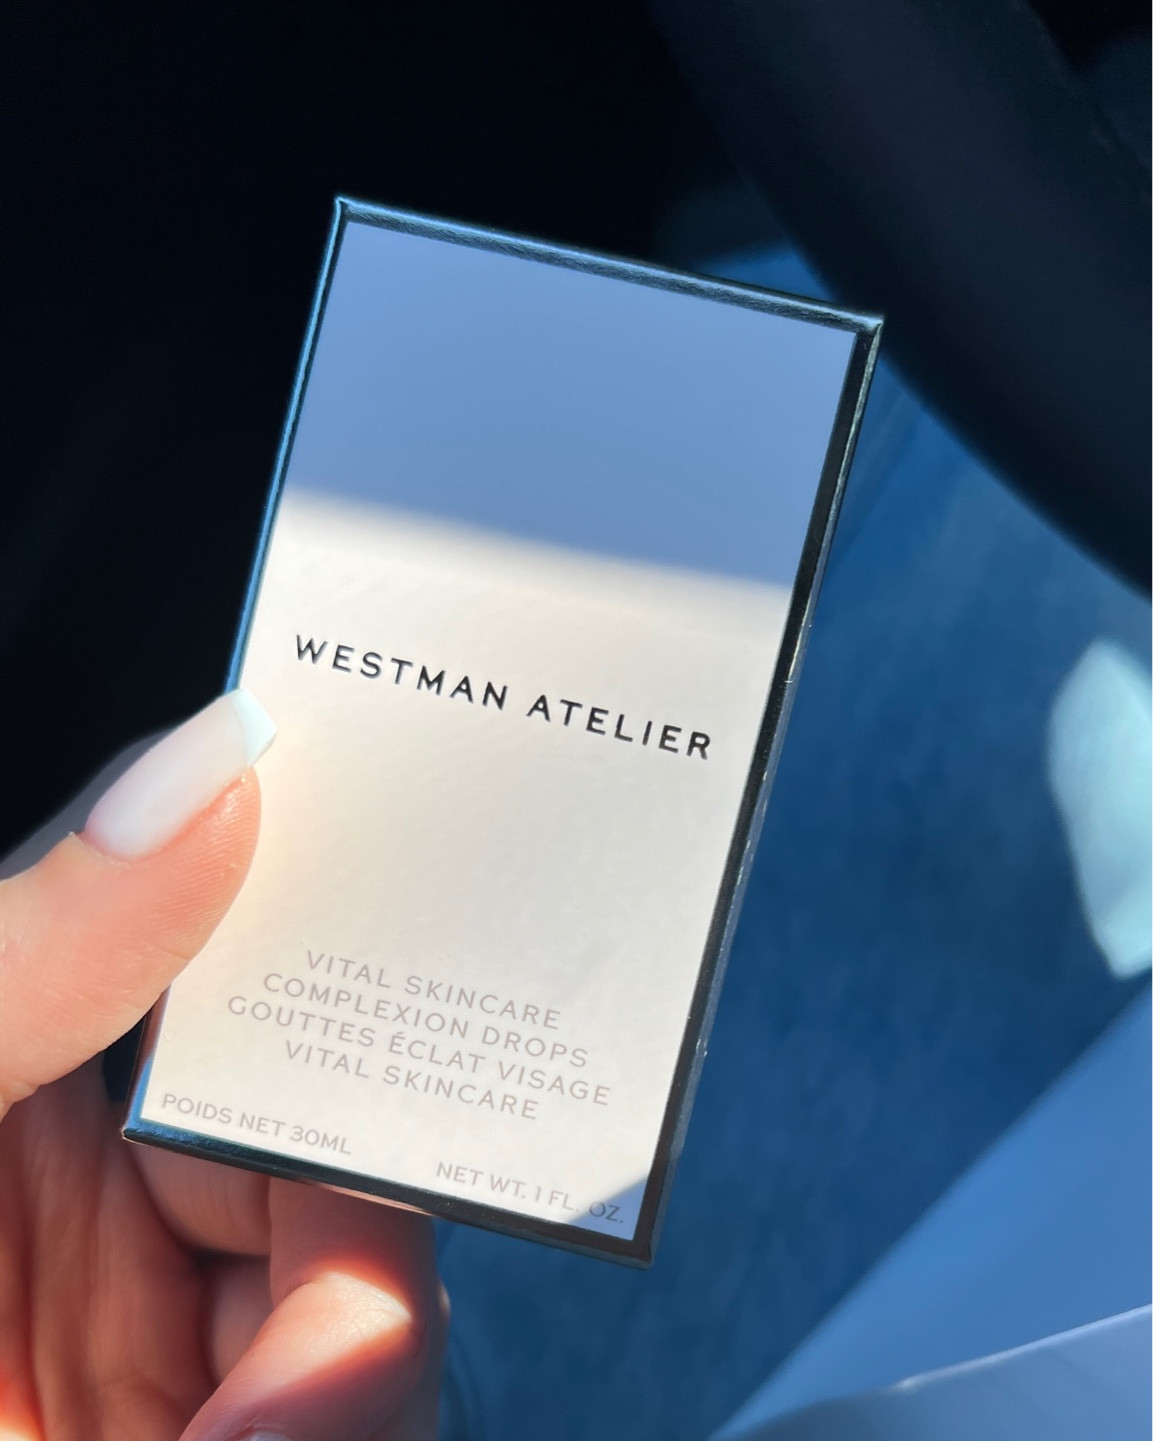 WESTMAN ATELIER
VITAL SKINCARE
COMPLEXION DROPS
GOUTTES ÉCLAT VISAGE
VITAL SKINCARE
POIDS NET 30ML
NET WT. 1 FL. OZ.